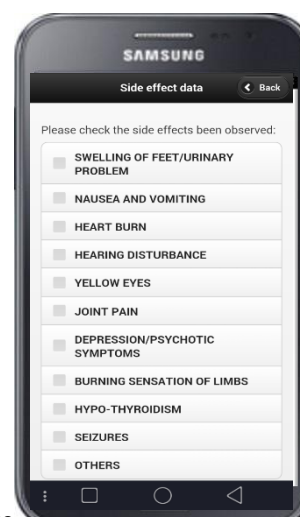 SAMSUNG
Side effect data
Back
Please check the side effects been observed:
SWELLING OF FEET/URINARY
PROBLEM
NAUSEA AND VOMITING
HEART BURN
HEARING DISTURBANCE
YELLOW EYES
JOINT PAIN
DEPRESSION/PSYCHOTIC
SYMPTOMS
BURNING SENSATION OF LIMBS
HYPO-THYROIDISM
SEIZURES
OTHERS